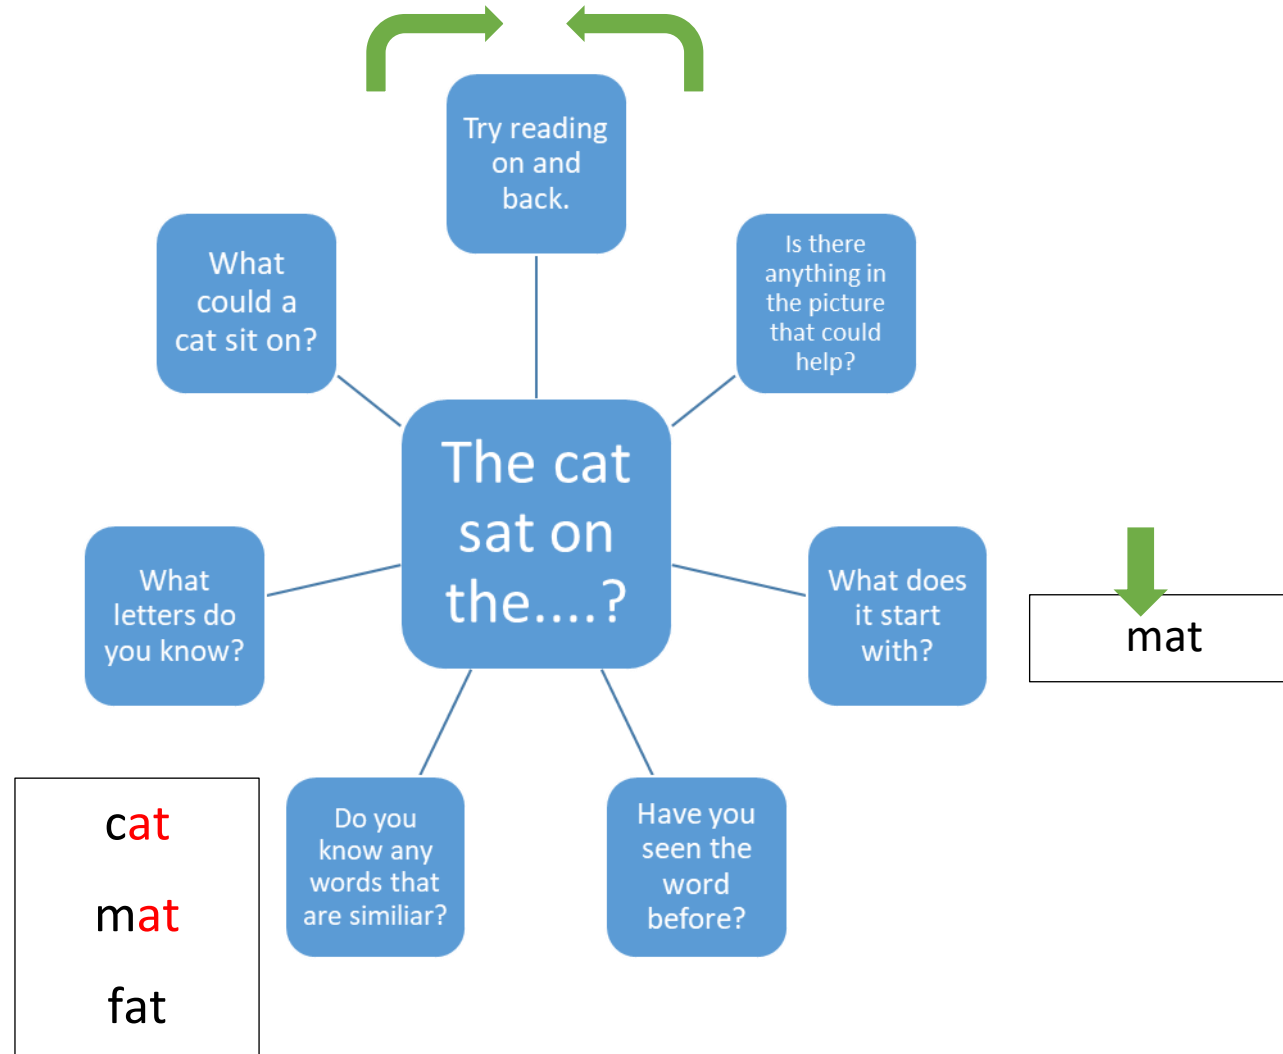 Try reading
on and
back.
What
could a
cat sit on?
Is there
anything in
the picture
that could
help?
The cat
sat on
the....?
What
letters do
you know?
What does
it start
with?
mat
cat
mat
fat
Do you
know any
words that
are similiar?
Have you
seen the
word
before?